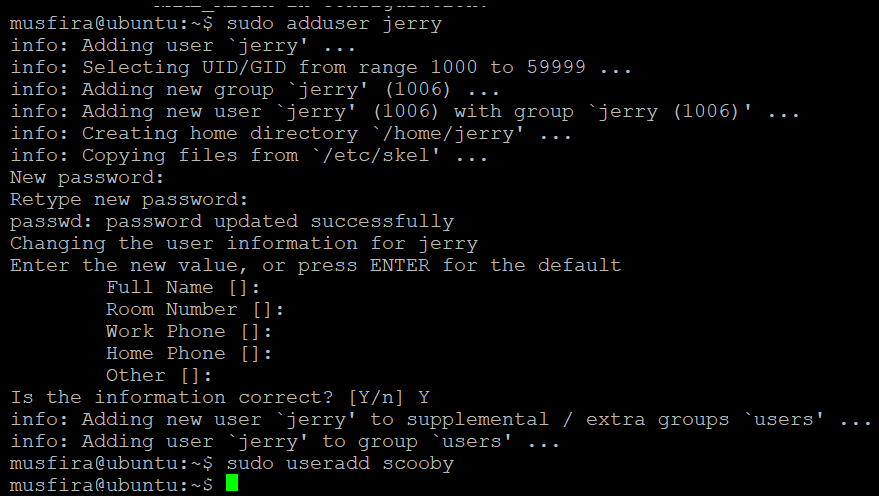 in configuration.
musfira@ubuntu:~$ sudo adduser jerry
info: Adding user `jerry' ...
info: Selecting UID/GID from range 1000 to 59999 ...
info: Adding new group `jerry' (1006) ...
info: Adding new user `jerry' (1006) with group `jerry (1006)' ...
info: Creating home directory `/home/jerry' ...
info: Copying files from `/etc/skel' ...
New password:
Retype new password:
passwd: password updated successfully
Changing the user information for jerry
Enter the new value, or press ENTER for the default
        Full Name []:
        Room Number []:
        Work Phone []:
        Home Phone []:
        Other []:
Is the information correct? [Y/n] Y
info: Adding new user `jerry' to supplemental / extra groups `users' ...
info: Adding user `jerry' to group `users' ...
musfira@ubuntu:~$ sudo useradd scooby
musfira@ubuntu:~$